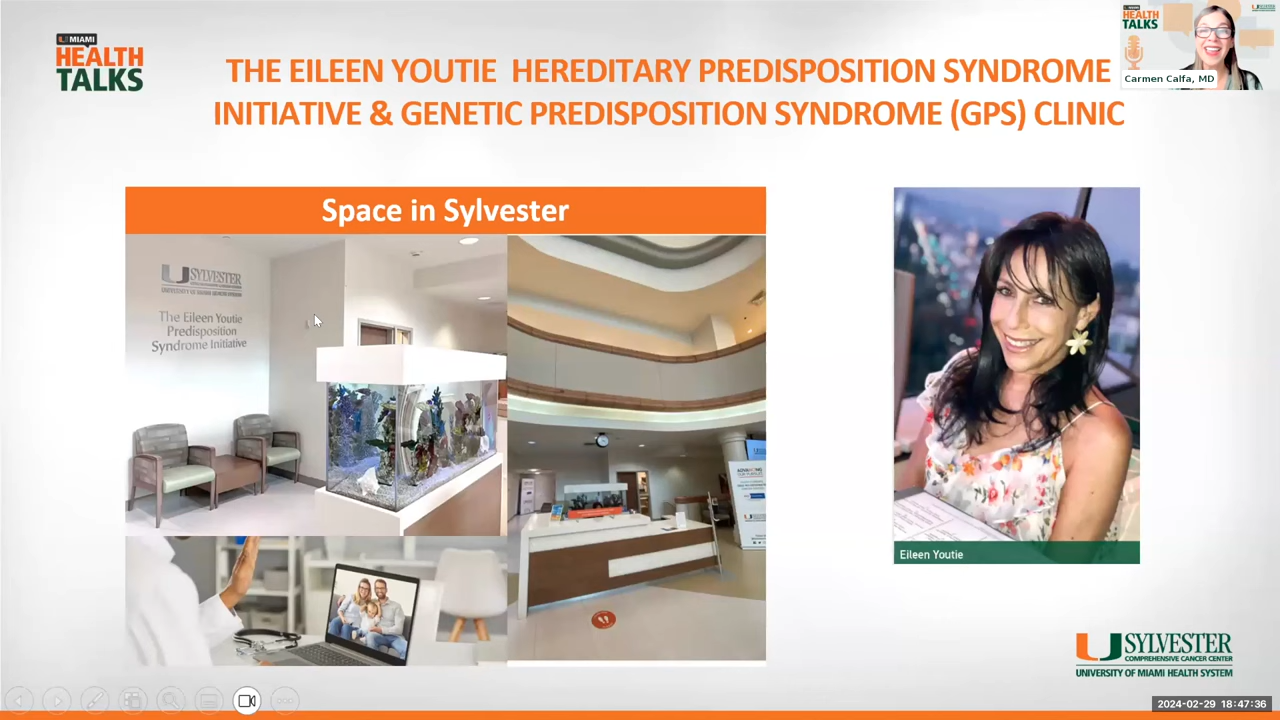 U MIAMI
HEALTH
TALKS
THE EILEEN YOUTIE HEREDITARY PREDISPOSITION SYNDROME
INITIATIVE & GENETIC PREDISPOSITION SYNDROME (GPS) CLINIC
HEALTH
TALKS
SYLVESTER
Carmen Calfa, MD
Space in Sylvester
SYLVESTER
UNIVERSITY OF MIAMI HEALTH SYSTEM
The Eileen Youtie
Predisposition
Syndrome Initiative
ADVANCING
Eileen Youtie
SYLVESTER
COMPREHENSIVE CANCER CENTER
UNIVERSITY OF MIAMI HEALTH SYSTEM
2024-02-29 18:47:36